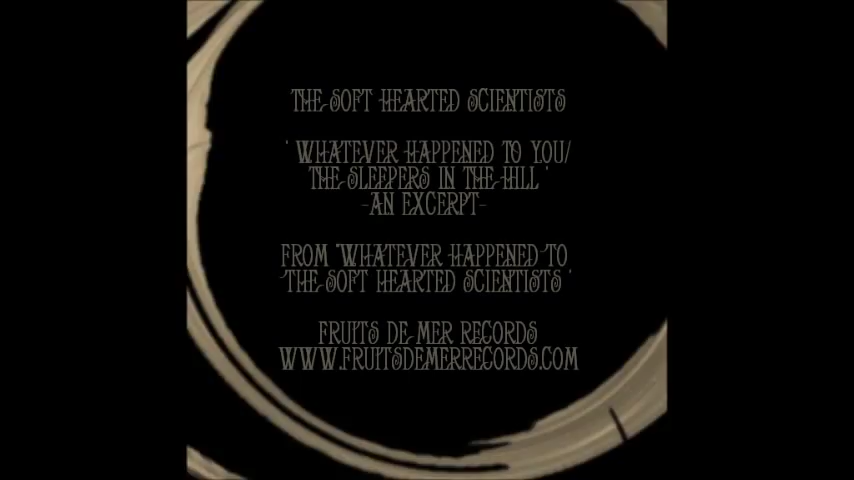 THE SOFT HEARTED SCIENTISTS
' WHATEVER HAPPENED TO YOU/
THE SLEEPERS IN THE HILL '
-AN EXCERPT-
FROM 'WHATEVER HAPPENED TO
THE SOFT HEARTED SCIENTISTS '
FRUITS DE MER RECORDS
WWW.FRUITSDEMERRECORDS.COM